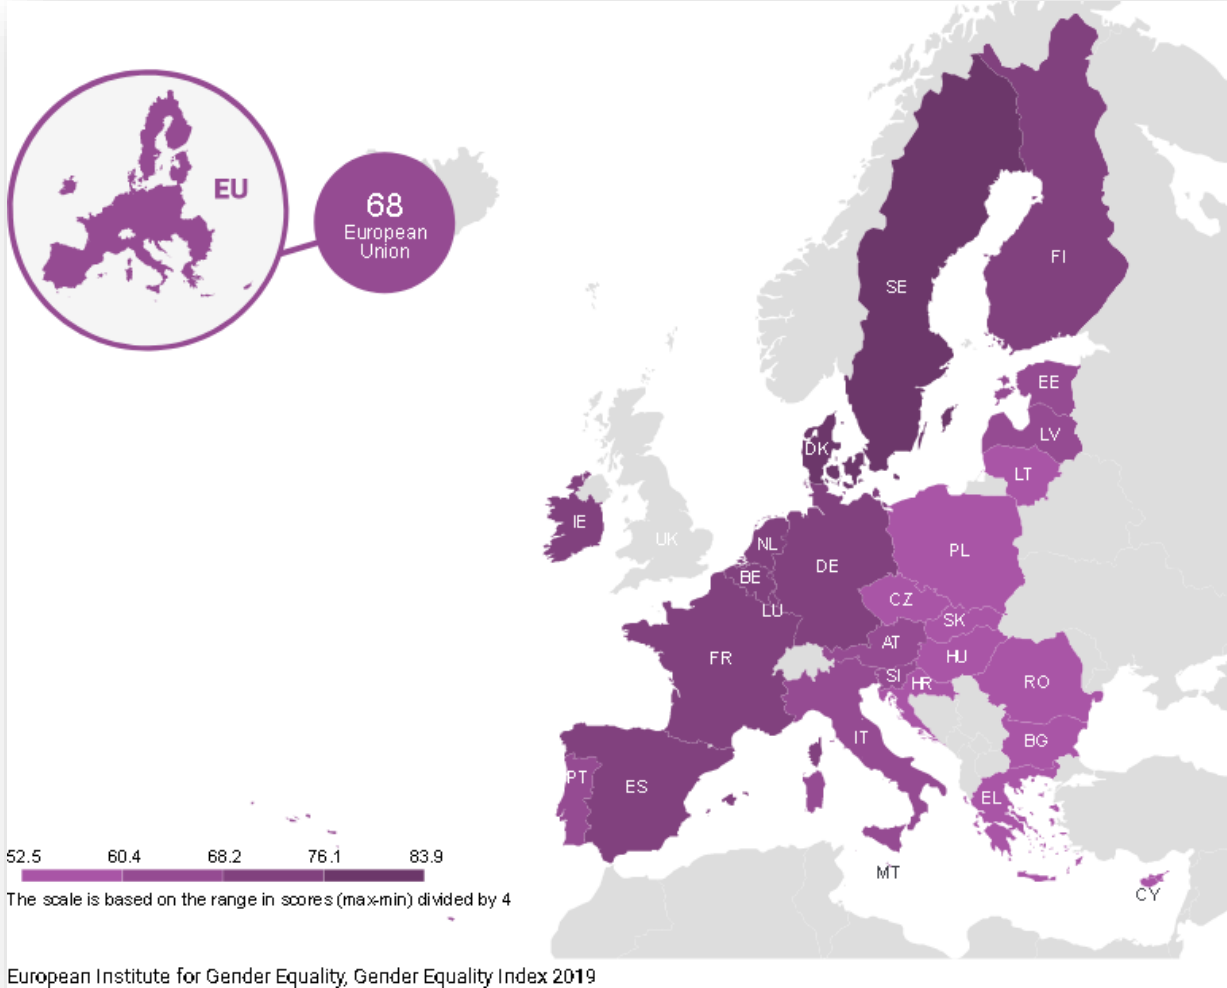 EU
68
European
Union
FI
SE
EE
LV
DK
LT
IE
UK
NL
PL
DE
BE
CZ
LU
SK
AT
HU
FR
SI
HR
RO
IT
BG
PT
ES
EL
MT
CY
52.5 60.4 68.2 76.1 83.9
The scale is based on the range in scores (max-min) divided by 4
European Institute for Gender Equality, Gender Equality Index 2019